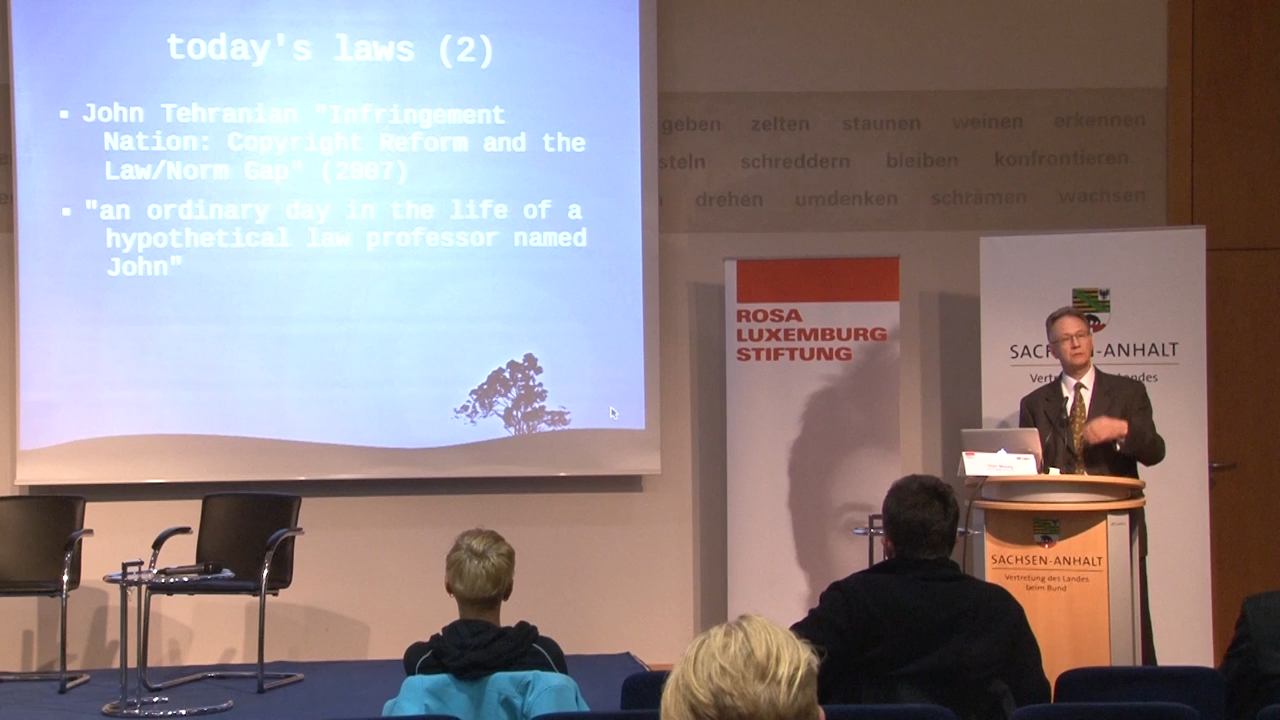 today's laws (2)
▪ John Tehranian "Infringement
Nation: Copyright Reform and the
Law/Norm Gap" (2007)
▪ "an ordinary day in the life of a
hypothetical law professor named
John"
geben zelten staunen weinen erkennen
steln schreddern bleiben konfrontieren
drehen umdenken schrämen wachsen
ROSA
LUXEMBURG
STIFTUNG
SACHSEN-ANHALT
SACHSEN-ANHALT
Vertretung des Landes
beim Bund